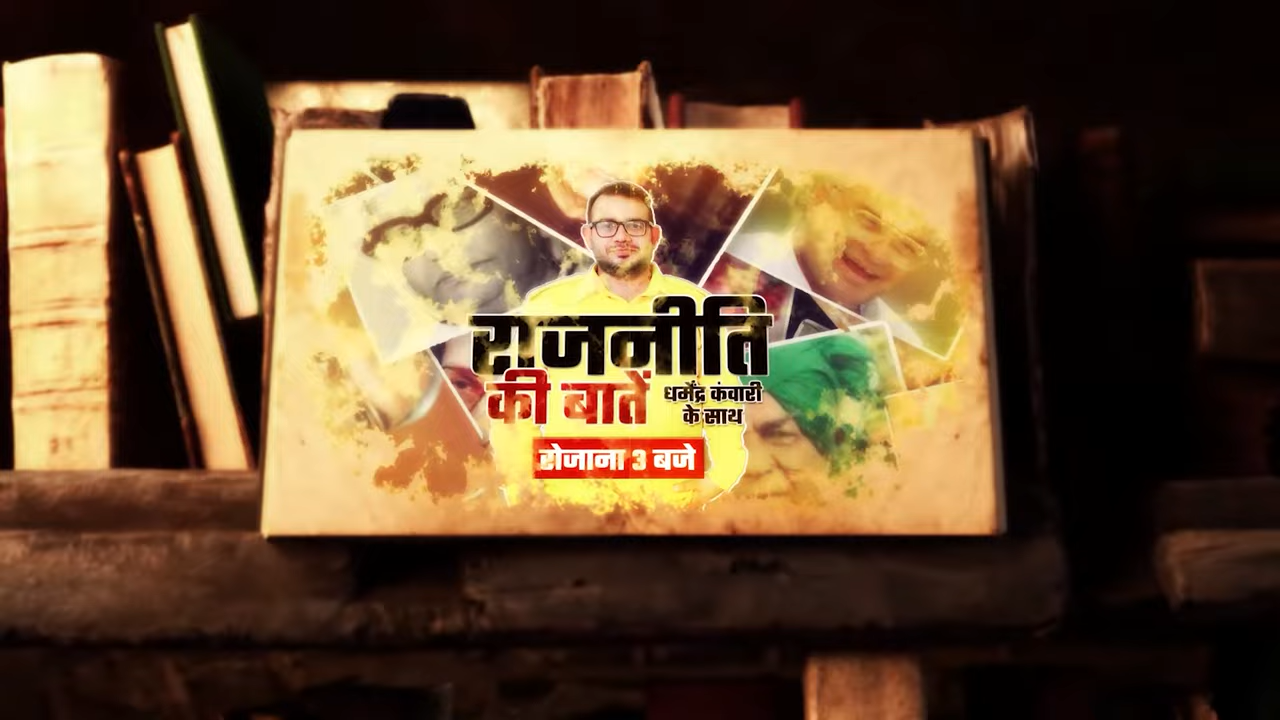 राजनीति
की बातें
धर्मेंद्र कंवारी
के साथ
रोजाना 3 बजे